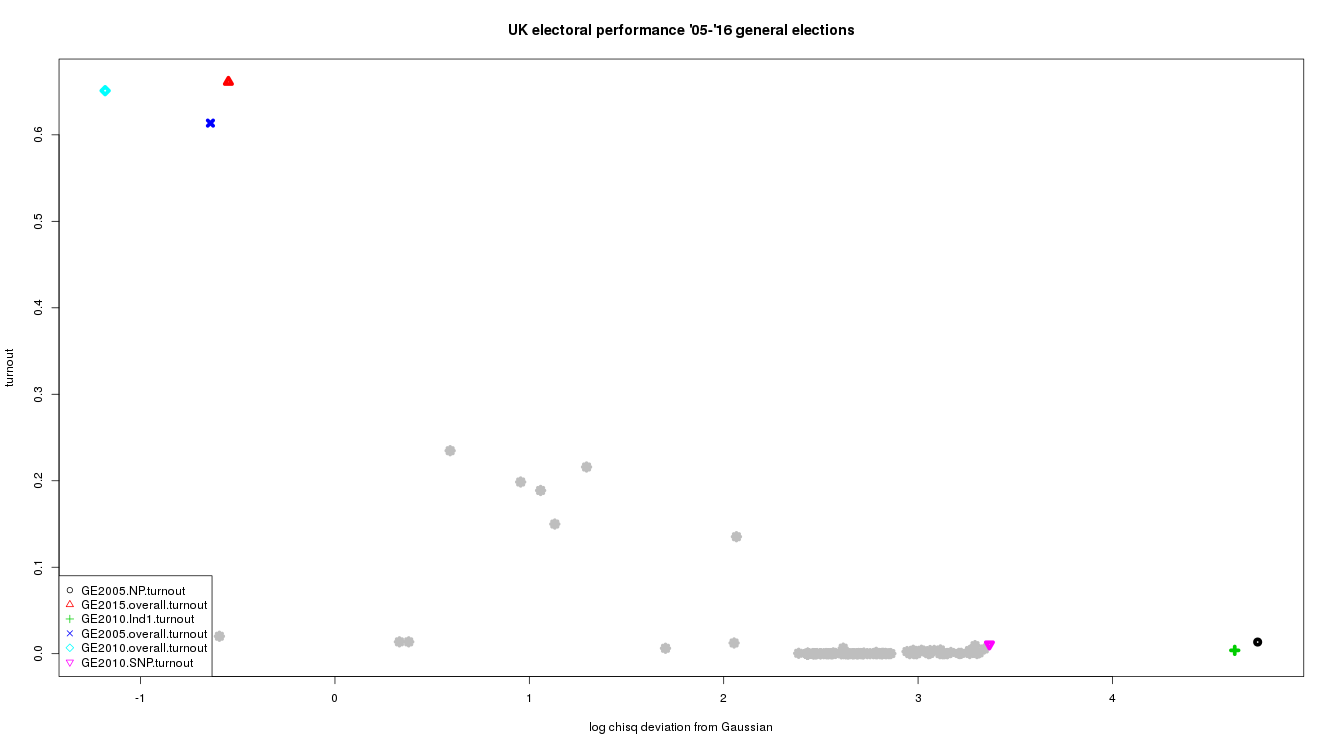 UK electoral performance '05-'16 general elections
turnout
0.6
0.5
0.4
0.3
0.2
0.1
0.0
GE2005.NP.turnout
GE2015.overall.turnout
GE2010.Ind1.turnout
GE2005.overall.turnout
GE2010.overall.turnout
GE2010.SNP.turnout
-1 0 1 2 3 4
log chisq deviation from Gaussian